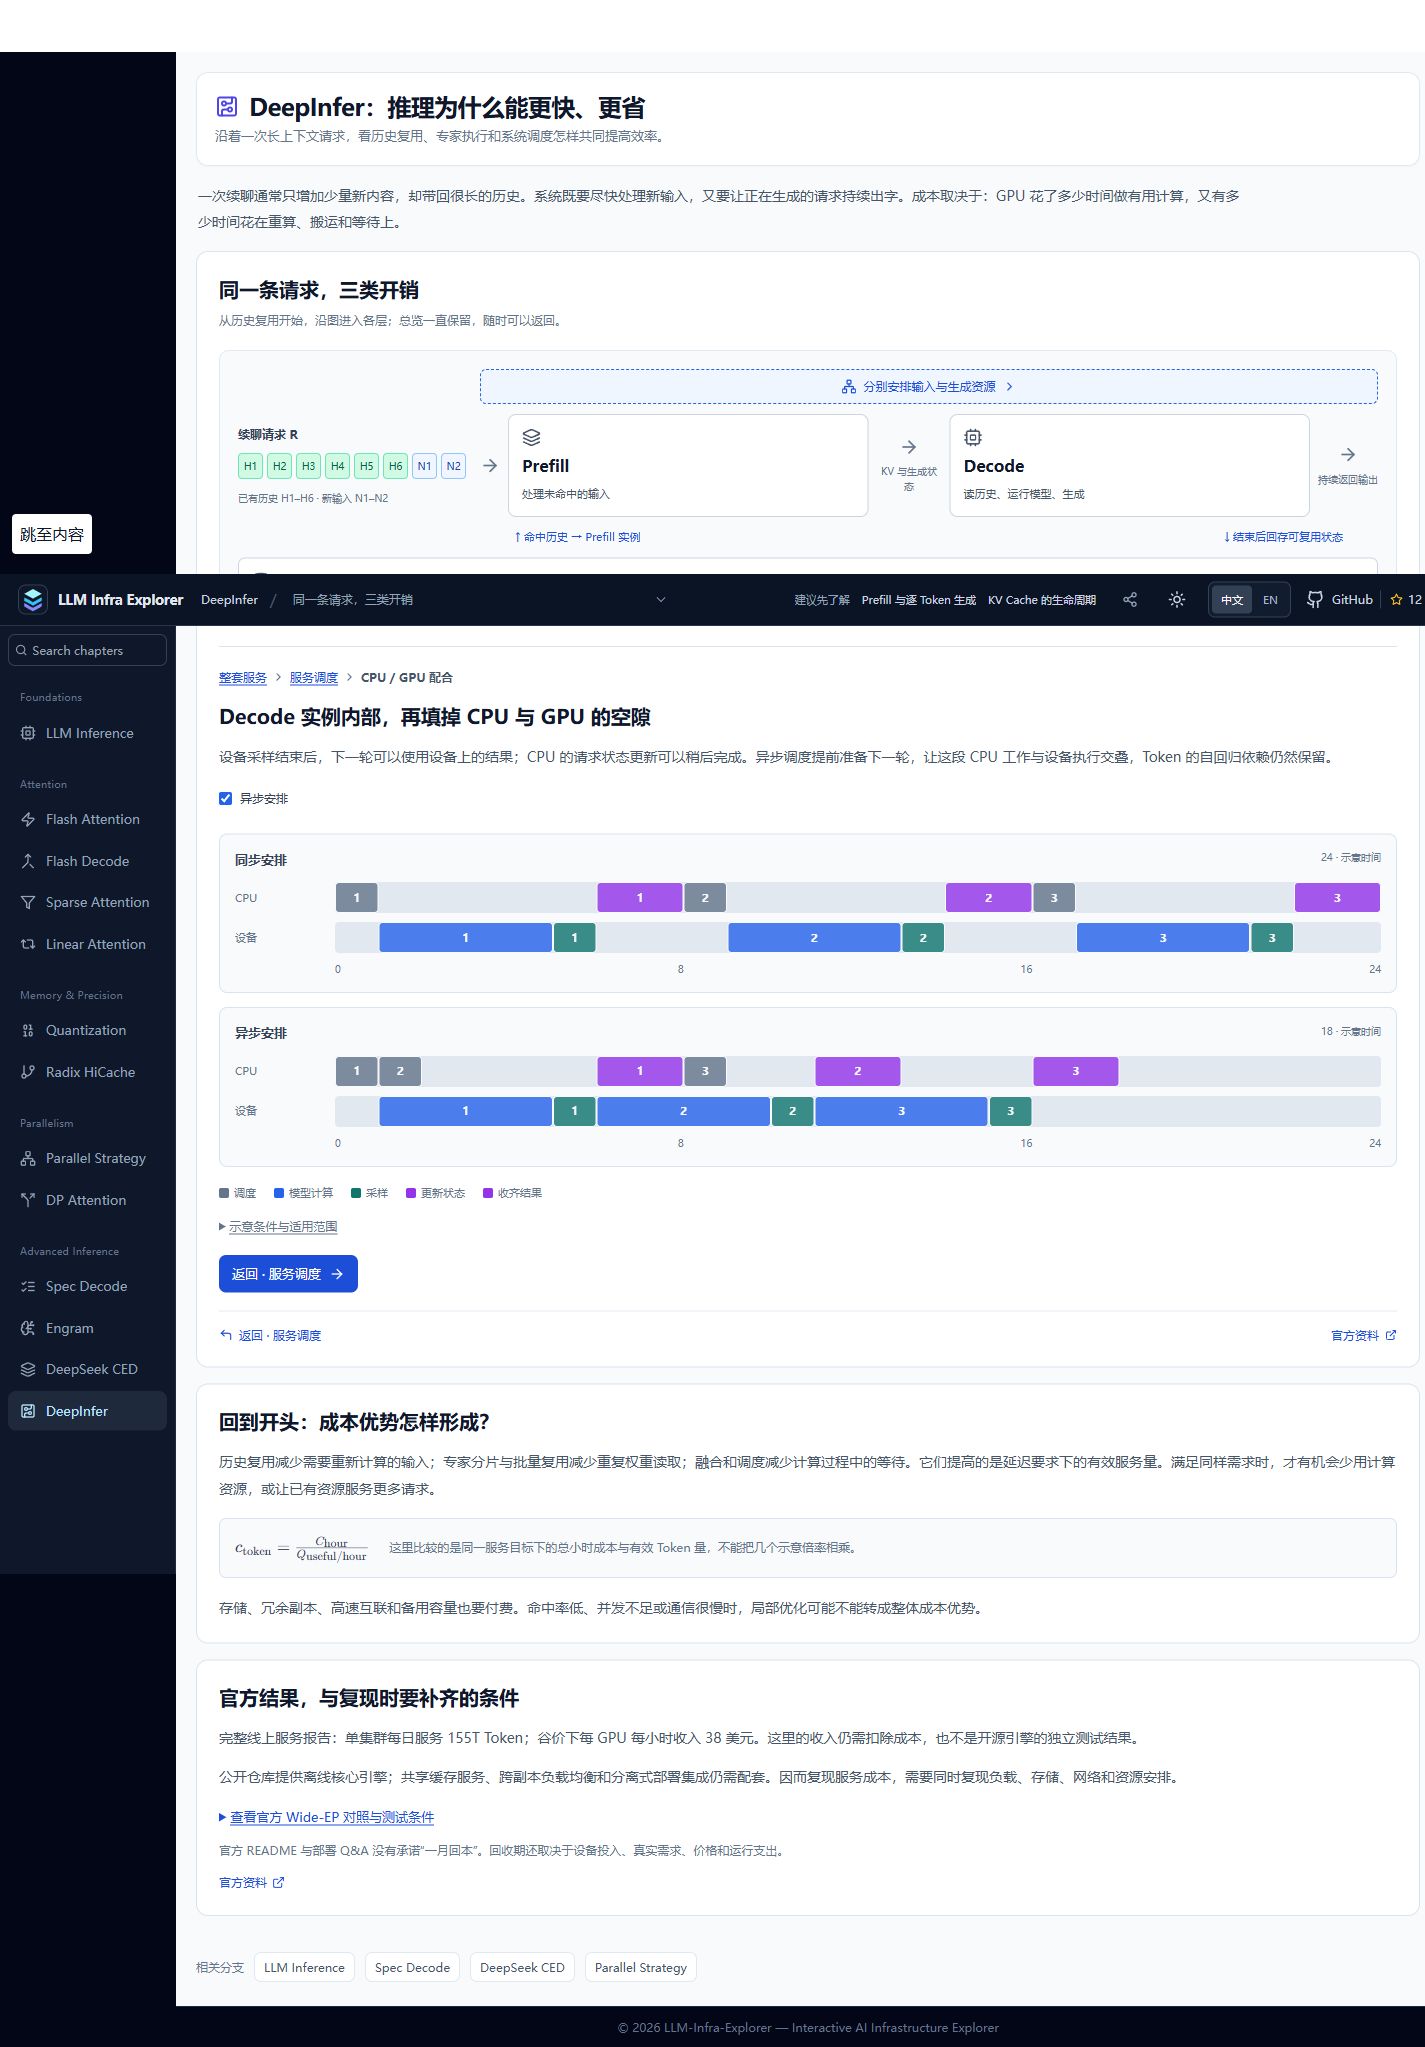 DeepInfer：推理为什么能更快、更省
沿着一次长上下文请求，看历史复用、专家执行和系统调度怎样共同提高效率。
一次续聊通常只增加少量新内容，却带回很长的历史。系统既要尽快处理新输入，又要让正在生成的请求持续出字。成本取决于：GPU 花了多少时间做有用计算，又有多
少时间花在重算、搬运和等待上。
同一条请求，三类开销
从历史复用开始，沿图进入各层；总览一直保留，随时可以返回。
分别安排输入与生成资源
续聊请求 R
H1 H2 H3 H4 H5 H6 N1 N2
已有历史 H1–H6 · 新输入 N1–N2
Prefill
处理未命中的输入
KV 与生成状
态
Decode
读历史、运行模型、生成
持续返回输出
↑ 命中历史 → Prefill 实例
↓ 结束后回存可复用状态
跳至内容
LLM Infra Explorer DeepInfer / 同一条请求，三类开销 建议先了解 Prefill 与逐 Token 生成 KV Cache 的生命周期 中文 EN GitHub 12
Search chapters
Foundations
LLM Inference
Attention
Flash Attention
Flash Decode
Sparse Attention
Linear Attention
Memory & Precision
Quantization
Radix HiCache
Parallelism
Parallel Strategy
DP Attention
Advanced Inference
Spec Decode
Engram
DeepSeek CED
DeepInfer
整套服务 > 服务调度 > CPU / GPU 配合
Decode 实例内部，再填掉 CPU 与 GPU 的空隙
设备采样结束后，下一轮可以使用设备上的结果；CPU 的请求状态更新可以稍后完成。异步调度提前准备下一轮，让这段 CPU 工作与设备执行交叠，Token 的自回归依赖仍然保留。
异步安排
同步安排 24 · 示意时间
CPU 1 1 2 2 3 3
设备 1 1 2 2 3 3
0 8 16 24
异步安排 18 · 示意时间
CPU 1 2 1 3 2 3
设备 1 1 2 2 3 3
0 8 16 24
调度 模型计算 采样 更新状态 收齐结果
示意条件与适用范围
返回 · 服务调度 →
返回 · 服务调度 官方资料
回到开头：成本优势怎样形成？
历史复用减少需要重新计算的输入；专家分片与批量复用减少重复权重读取；融合和调度减少计算过程中的等待。它们提高的是延迟要求下的有效服务量。满足同样需求时，才有机会少用计算
资源，或让已有资源服务更多请求。
c_token = C_hour / Q_useful/hour 这里比较的是同一服务目标下的总小时成本与有效 Token 量，不能把几个示意倍率相乘。
存储、冗余副本、高速互联和备用容量也要付费。命中率低、并发不足或通信很慢时，局部优化可能不能转成整体成本优势。
官方结果，与复现时要补齐的条件
完整线上服务报告：单集群每日服务 155T Token；谷价下每 GPU 每小时收入 38 美元。这里的收入仍需扣除成本，也不是开源引擎的独立测试结果。
公开仓库提供离线核心引擎；共享缓存服务、跨副本负载均衡和分离式部署集成仍需配套。因而复现服务成本，需要同时复现负载、存储、网络和资源安排。
查看官方 Wide-EP 对照与测试条件
官方 README 与部署 Q&A 没有承诺“一月回本”。回收期还取决于设备投入、真实需求、价格和运行支出。
官方资料
相关分支 LLM Inference Spec Decode DeepSeek CED Parallel Strategy
© 2026 LLM-Infra-Explorer — Interactive AI Infrastructure Explorer